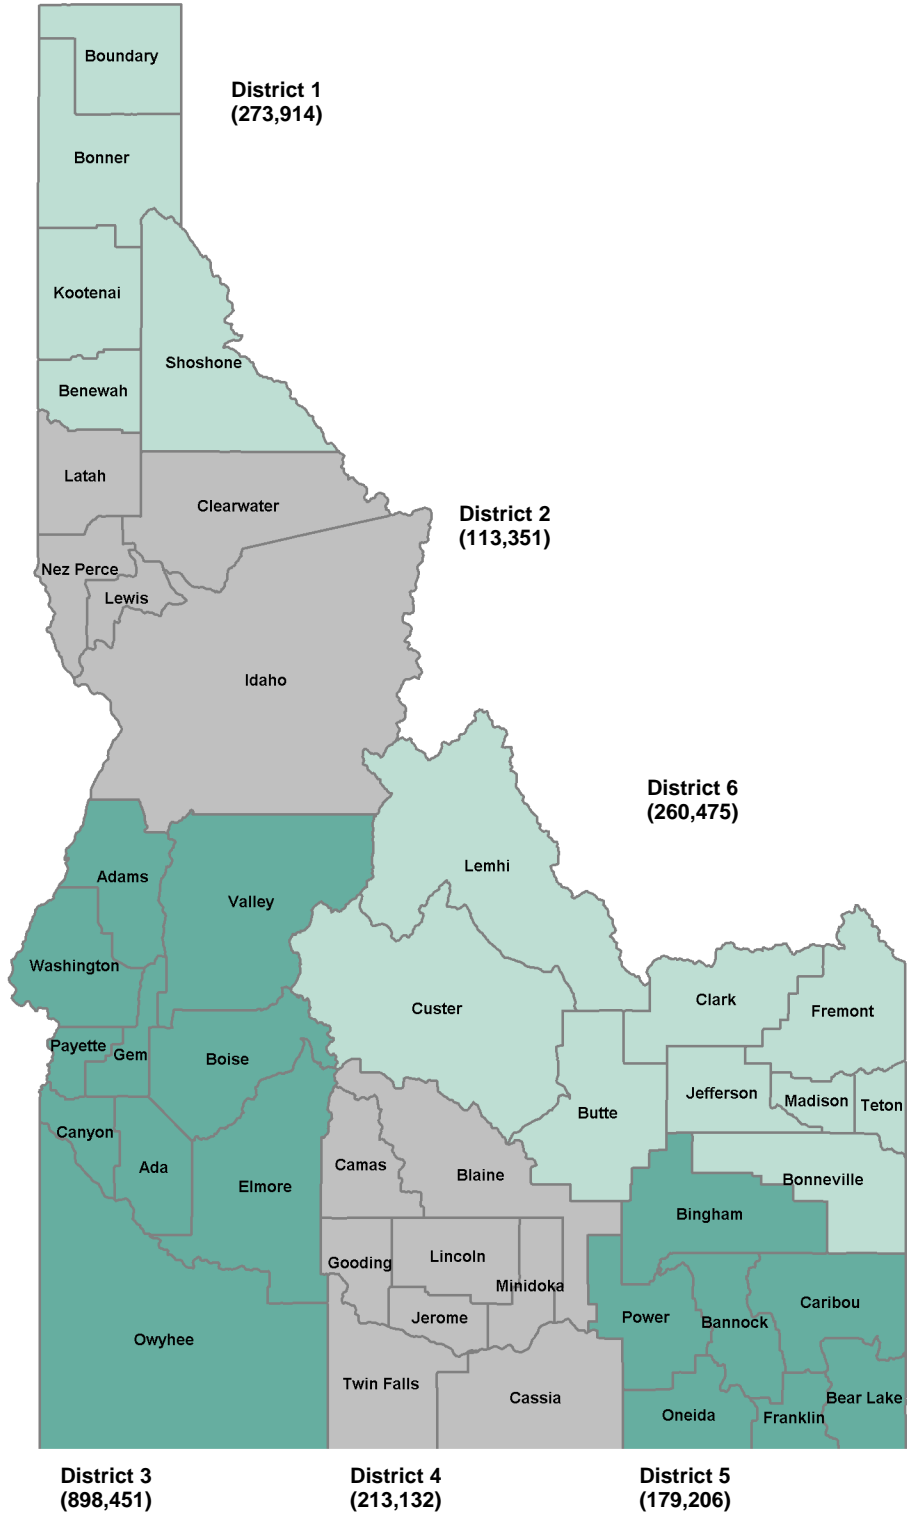 Boundary
District 1
(273,914)
Bonner
Kootenai
Shoshone
Benewah
Latah
Clearwater
District 2
(113,351)
Nez Perce
Lewis
Idaho
District 6
(260,475)
Lemhi
Adams
Valley
Washington
Custer
Clark
Fremont
Payette
Gem
Boise
Jefferson
Madison
Teton
Butte
Canyon
Ada
Camas
Blaine
Elmore
Bonneville
Bingham
Gooding
Lincoln
Minidoka
Jerome
Power
Bannock
Caribou
Owyhee
Twin Falls
Cassia
Oneida
Franklin
Bear Lake
District 3
(898,451)
District 4
(213,132)
District 5
(179,206)